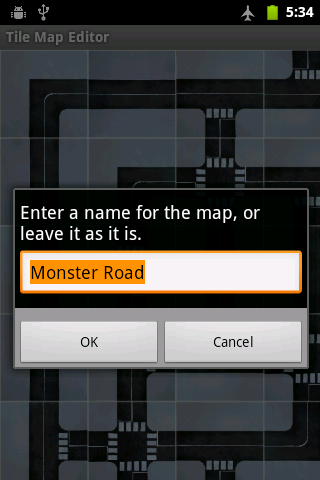 5:34
Tile Map Editor
Enter a name for the map, or
leave it as it is.
Monster Road
OK
Cancel